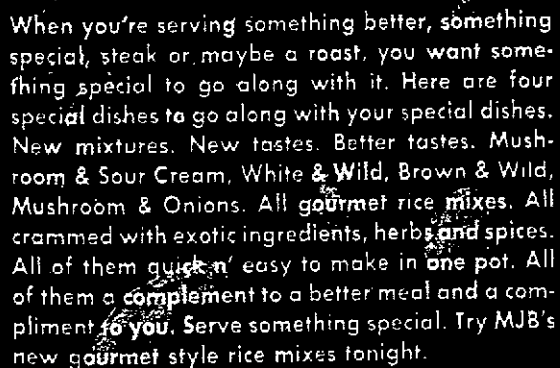 When you're serving something better, something
special, steak or maybe a roast, you want some-
thing special to go along with it. Here are four
special dishes to go along with your special dishes.
New mixtures. New tastes. Better tastes. Mush-
room & Sour Cream, White & Wild, Brown & Wild,
Mushroom & Onions. All gourmet rice mixes. All
crammed with exotic ingredients, herbs and spices.
All of them quick n' easy to make in one pot. All
of them a complement to a better meal and a com-
pliment to you. Serve something special. Try MJB's
new gourmet style rice mixes tonight.